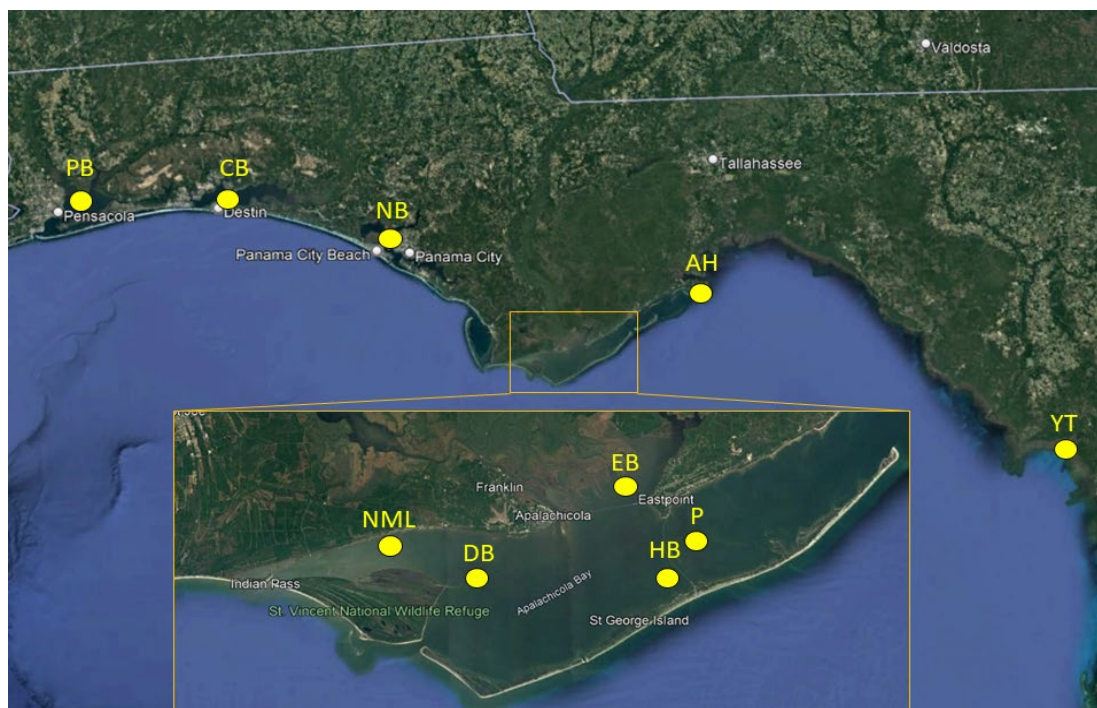 Valdosta
PB
CB
Tallahassee
Pensacola
Destin
NB
Panama City Beach
Panama City
AH
YT
EB
Franklin
Eastpoint
Apalachicola
P
NML
DB
HB
Indian Pass
Apalachicola Bay
St. Vincent National Wildlife Refuge
St George Island